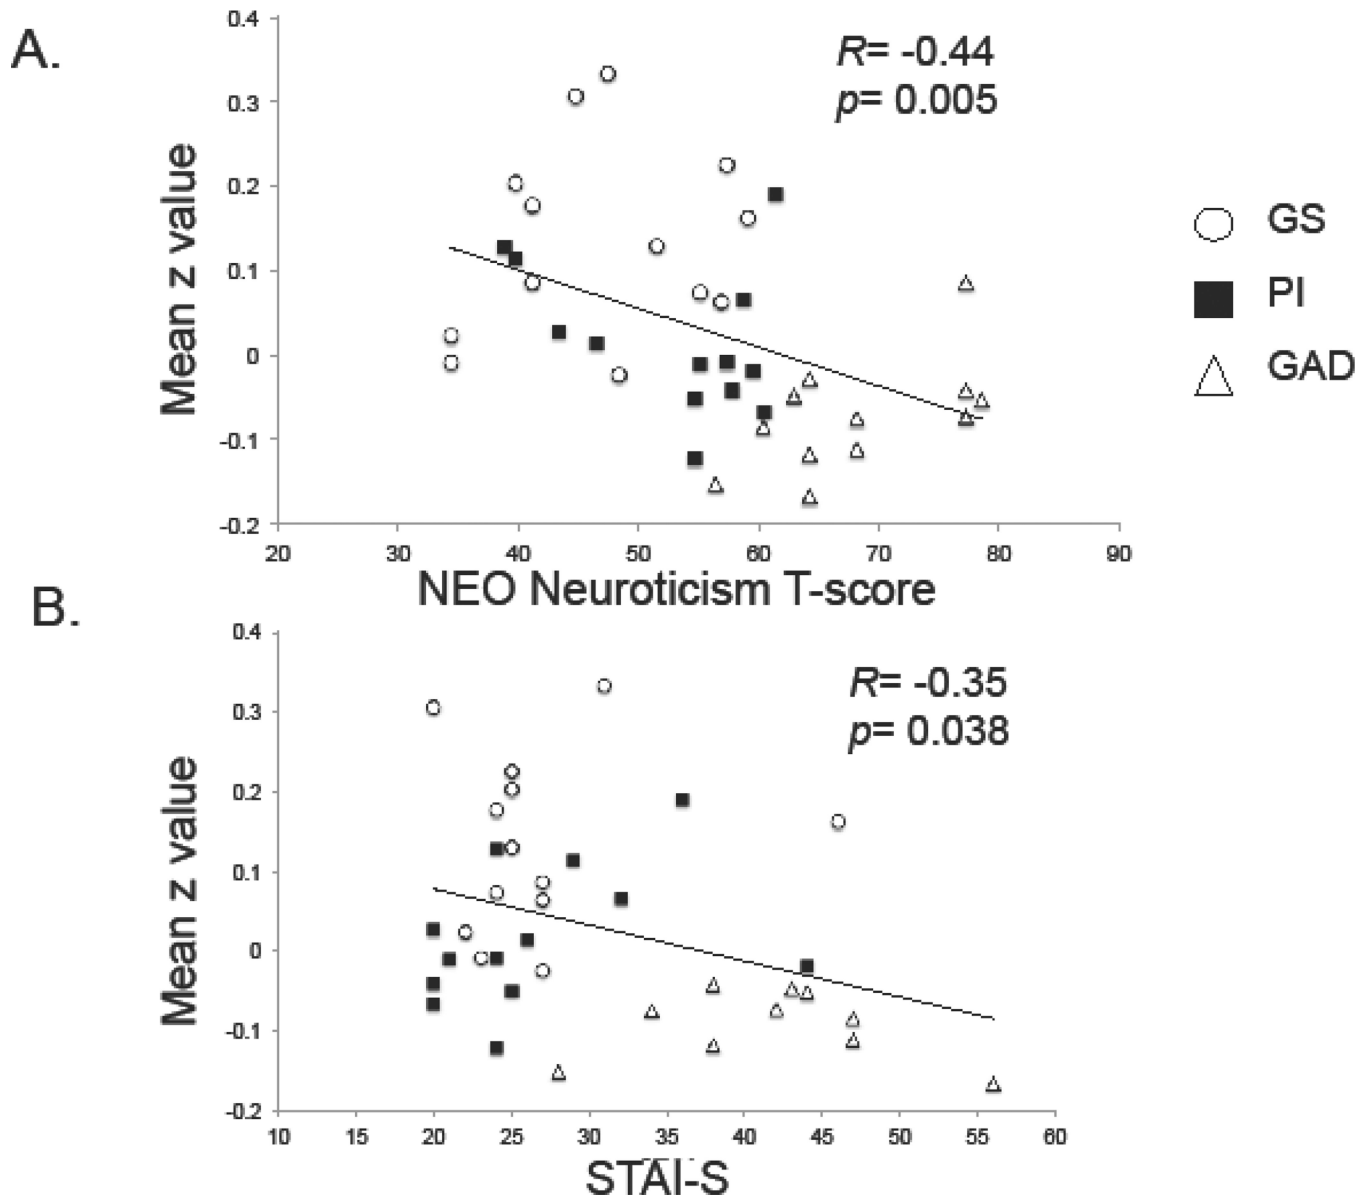 A.
R= -0.44
p= 0.005
0.4
0.3
0.2
0.1
0
-0.1
-0.2
Mean z value
20 30 40 50 60 70 80 90
NEO Neuroticism T-score
GS
PI
GAD
B.
R= -0.35
p= 0.038
0.4
0.3
0.2
0.1
0
-0.1
-0.2
Mean z value
10 15 20 25 30 35 40 45 50 55 60
STAI-S